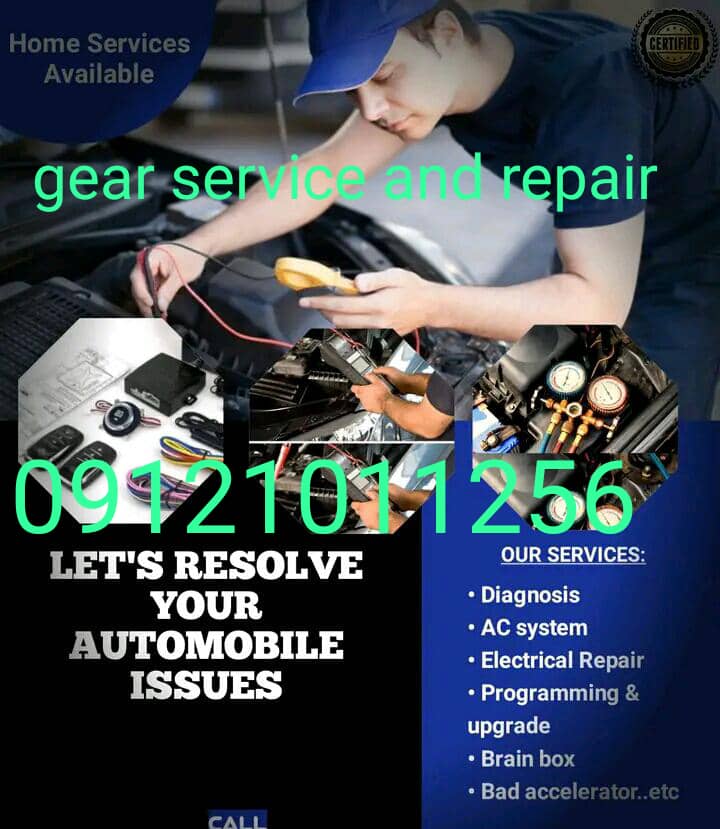 Home Services
Available
CERTIFIED
gear service and repair
09121011256
LET'S RESOLVE
YOUR
AUTOMOBILE
ISSUES
OUR SERVICES:
• Diagnosis
• AC system
• Electrical Repair
• Programming &
upgrade
• Brain box
• Bad accelerator..etc
CALL